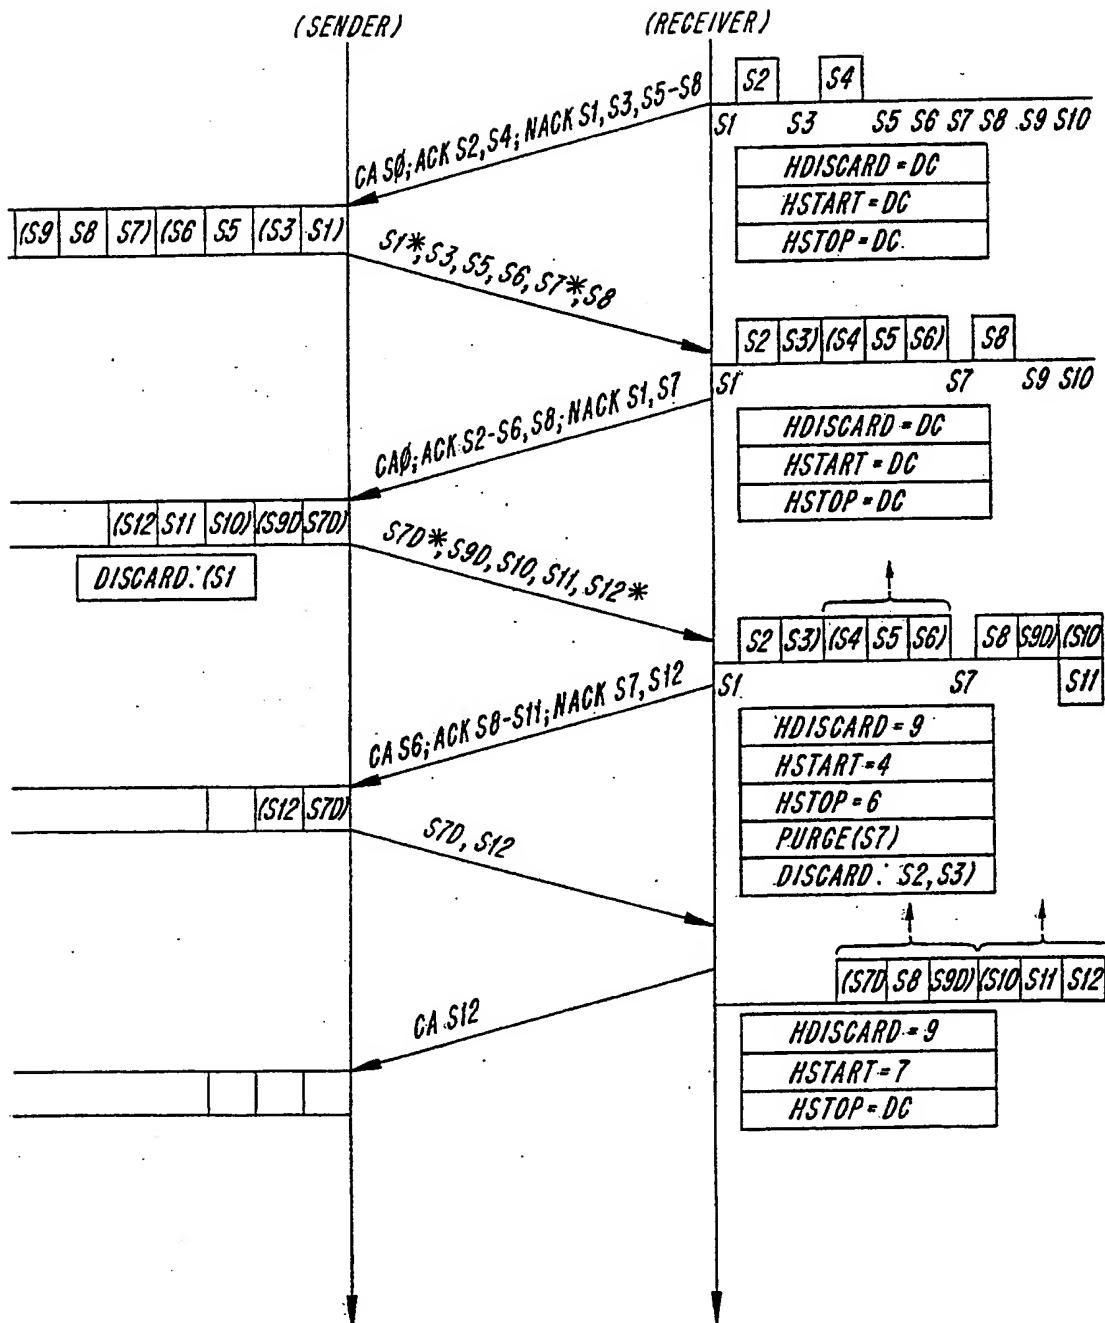 (SENDER)
(RECEIVER)
S2
S4
CA SØ; ACK S2, S4; NACK S1, S3, S5-S8
S1 S3 S5 S6 S7 S8 S9 S10
HDISCARD = DC
HSTART = DC
HSTOP = DC
(S9 S8 S7) (S6 S5 (S3 S1)
S1*, S3, S5, S6, S7*, S8
S2 S3) (S4 S5 S6) S8
S1 S7 S9 S10
CAØ; ACK S2-S6, S8; NACK S1, S7
HDISCARD = DC
HSTART = DC
HSTOP = DC
(S12 S11 S10) (S9D S7D)
DISCARD: (S1
S7D*, S9D, S10, S11, S12*
S2 S3) (S4 S5 S6) S8 S9D) (S10
S1 S7 S11
CA S6; ACK S8-S11; NACK S7, S12
HDISCARD = 9
HSTART = 4
HSTOP = 6
PURGE(S7)
DISCARD: S2, S3)
(S12 S7D)
S7D, S12
(S7D S8 S9D) (S10 S11 S12
CA S12
HDISCARD = 9
HSTART = 7
HSTOP = DC